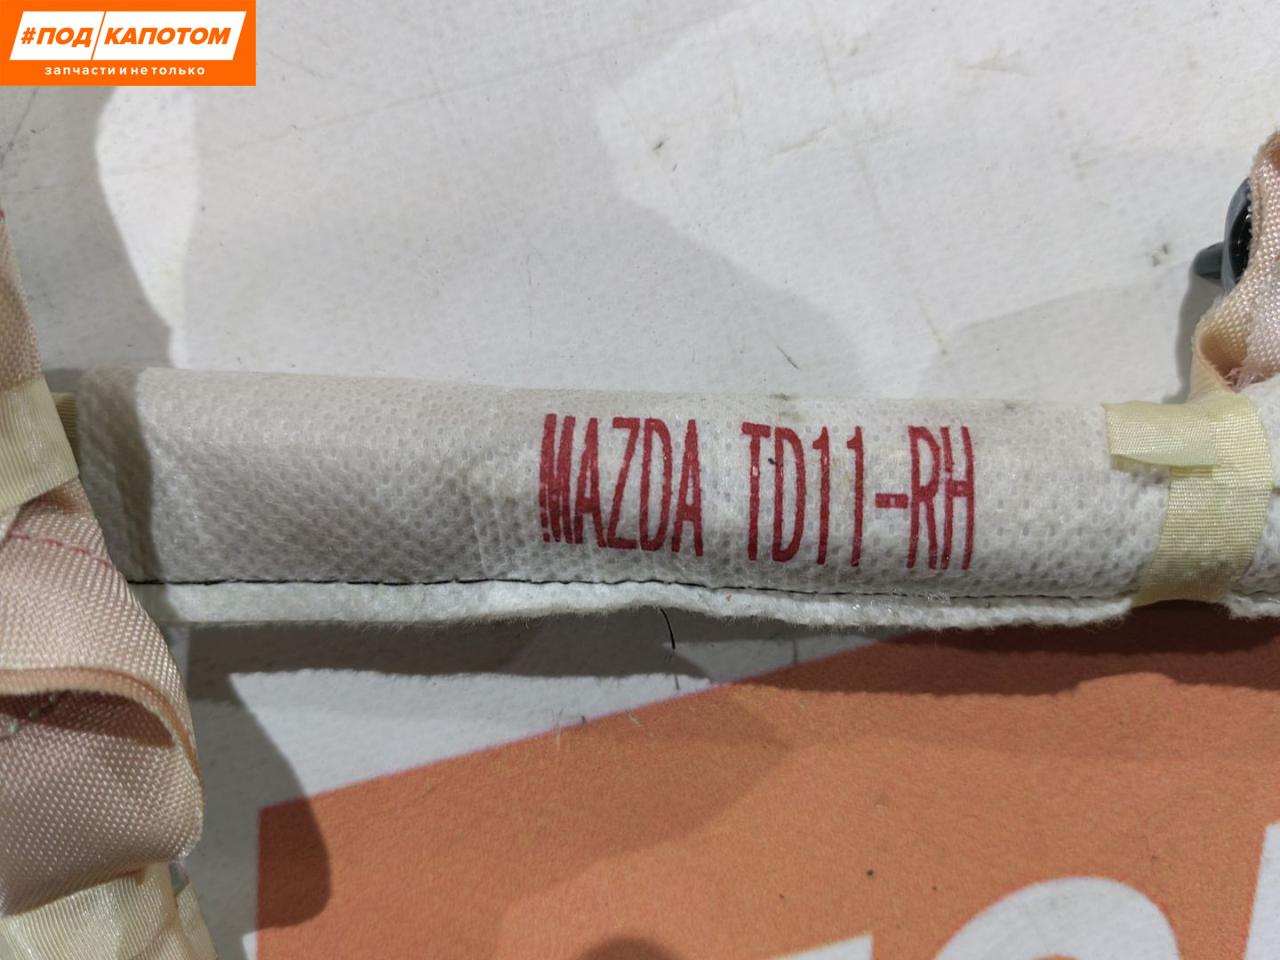 #ПОД КАПОТОМ
запчасти и не только
MAZDA TD11-RH